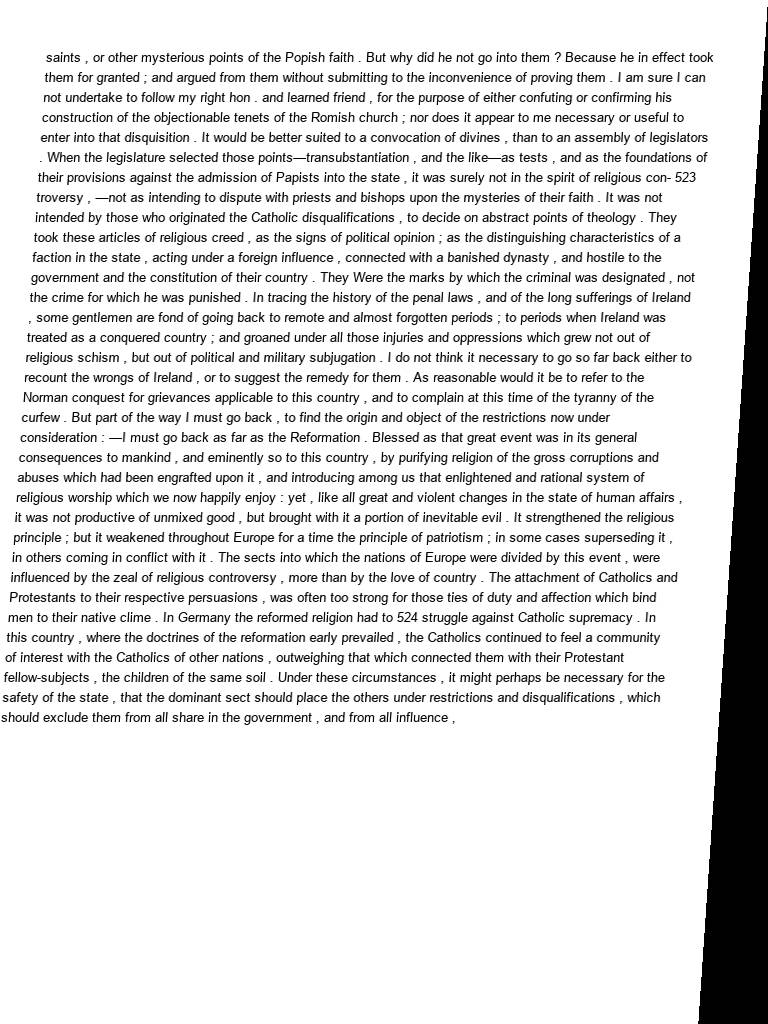 saints , or other mysterious points of the Popish faith . But why did he not go into them ? Because he in effect took
them for granted ; and argued from them without submitting to the inconvenience of proving them . I am sure I can
not undertake to follow my right hon . and learned friend , for the purpose of either confuting or confirming his
construction of the objectionable tenets of the Romish church ; nor does it appear to me necessary or useful to
enter into that disquisition . It would be better suited to a convocation of divines , than to an assembly of legislators
. When the legislature selected those points—transubstantiation , and the like—as tests , and as the foundations of
their provisions against the admission of Papists into the state , it was surely not in the spirit of religious con- 523
troversy , —not as intending to dispute with priests and bishops upon the mysteries of their faith . It was not
intended by those who originated the Catholic disqualifications , to decide on abstract points of theology . They
took these articles of religious creed , as the signs of political opinion ; as the distinguishing characteristics of a
faction in the state , acting under a foreign influence , connected with a banished dynasty , and hostile to the
government and the constitution of their country . They Were the marks by which the criminal was designated , not
the crime for which he was punished . In tracing the history of the penal laws , and of the long sufferings of Ireland
, some gentlemen are fond of going back to remote and almost forgotten periods ; to periods when Ireland was
treated as a conquered country ; and groaned under all those injuries and oppressions which grew not out of
religious schism , but out of political and military subjugation . I do not think it necessary to go so far back either to
recount the wrongs of Ireland , or to suggest the remedy for them . As reasonable would it be to refer to the
Norman conquest for grievances applicable to this country , and to complain at this time of the tyranny of the
curfew . But part of the way I must go back , to find the origin and object of the restrictions now under
consideration : —I must go back as far as the Reformation . Blessed as that great event was in its general
consequences to mankind , and eminently so to this country , by purifying religion of the gross corruptions and
abuses which had been engrafted upon it , and introducing among us that enlightened and rational system of
religious worship which we now happily enjoy : yet , like all great and violent changes in the state of human affairs ,
it was not productive of unmixed good , but brought with it a portion of inevitable evil . It strengthened the religious
principle ; but it weakened throughout Europe for a time the principle of patriotism ; in some cases superseding it ,
in others coming in conflict with it . The sects into which the nations of Europe were divided by this event , were
influenced by the zeal of religious controversy , more than by the love of country . The attachment of Catholics and
Protestants to their respective persuasions , was often too strong for those ties of duty and affection which bind
men to their native clime . In Germany the reformed religion had to 524 struggle against Catholic supremacy . In
this country , where the doctrines of the reformation early prevailed , the Catholics continued to feel a community
of interest with the Catholics of other nations , outweighing that which connected them with their Protestant
fellow-subjects , the children of the same soil . Under these circumstances , it might perhaps be necessary for the
safety of the state , that the dominant sect should place the others under restrictions and disqualifications , which
should exclude them from all share in the government , and from all influence ,